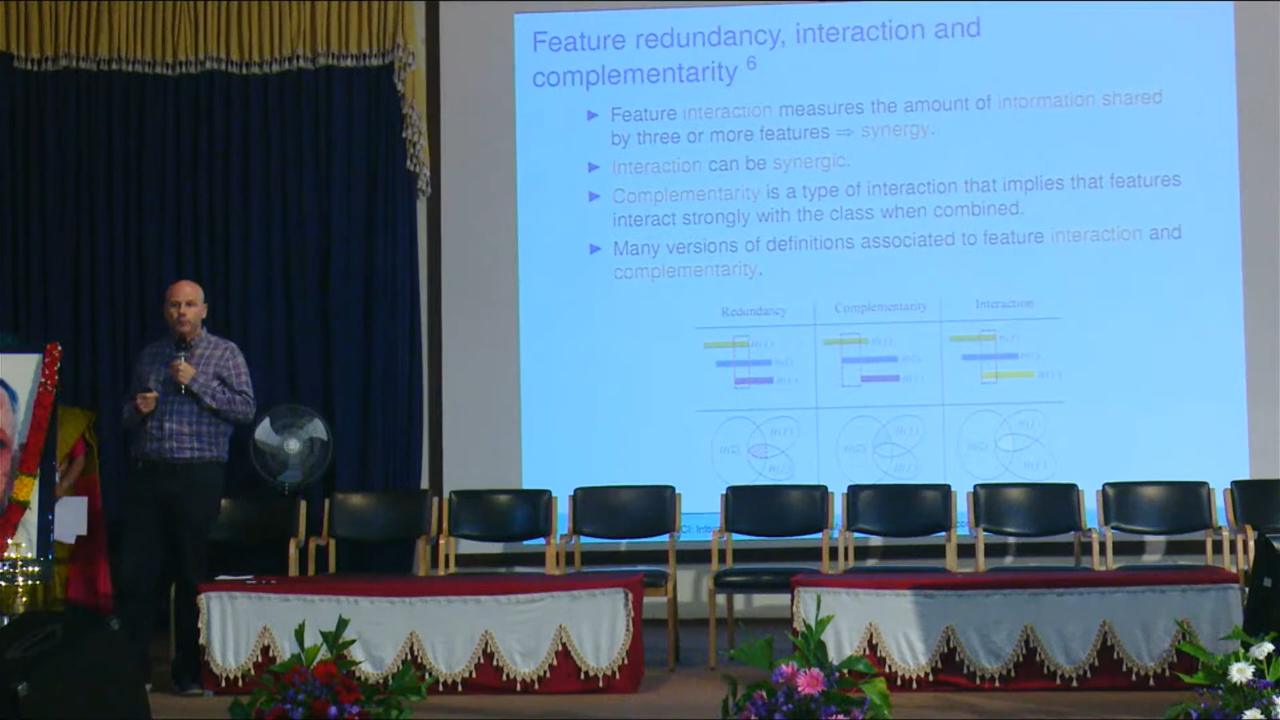 Feature redundancy, interaction and
complementarity 6
Feature interaction measures the amount of information shared
by three or more features ⇒ synergy.
Interaction can be synergic.
Complementarity is a type of interaction that implies that features
interact strongly with the class when combined.
Many versions of definitions associated to feature interaction and
complementarity.
Redundancy Complementarity Interaction